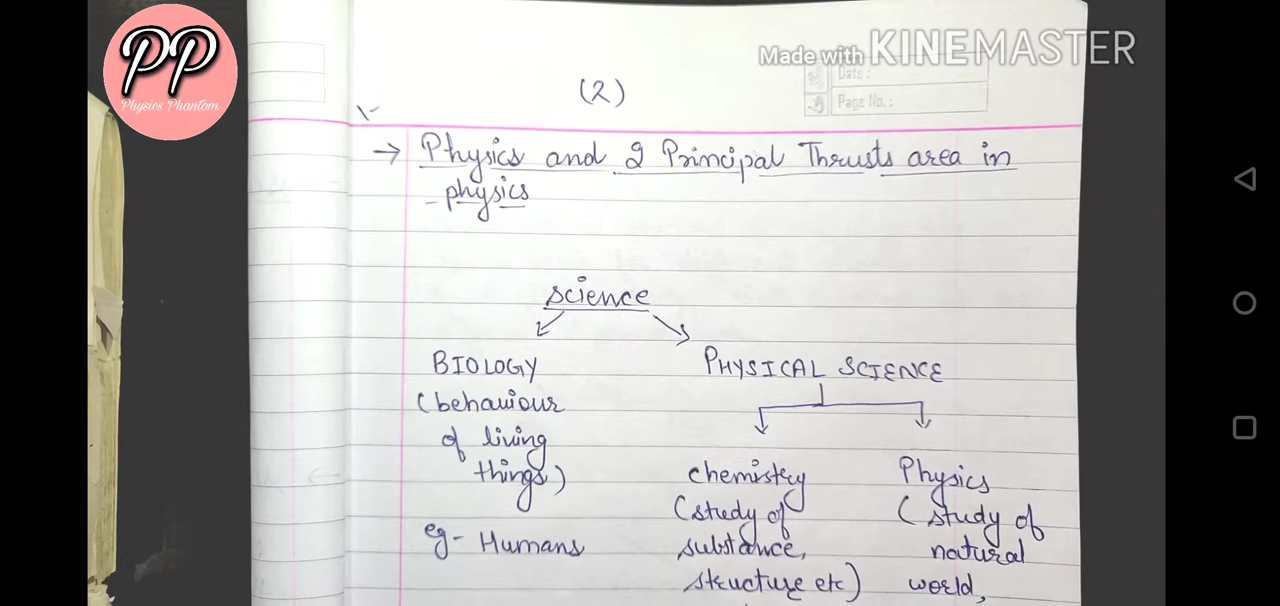 PP
Physics Phantom
Made with KINEMASTER
Date :
Page No. :
(2)
→ Physics and 2 Principal Thrusts area in
physics
science
BIOLOGY
(behaviour
of living
things)
eg- Humans
PHYSICAL SCIENCE
chemistry
(study of
substance,
structure etc)
Physics
(study of
natural
world,